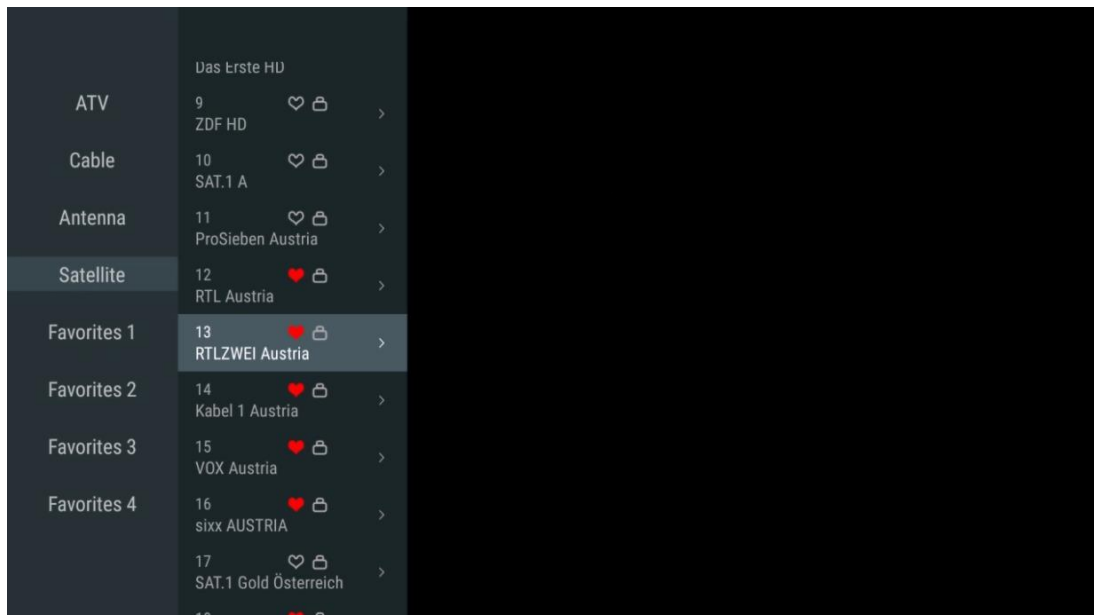 ATV
Cable
Antenna
Satellite
Favorites 1
Favorites 2
Favorites 3
Favorites 4
Das Erste HD
9
ZDF HD
10
SAT.1 A
11
ProSieben Austria
12
RTL Austria
13
RTLZWEI Austria
14
Kabel 1 Austria
15
VOX Austria
16
sixx AUSTRIA
17
SAT.1 Gold Österreich